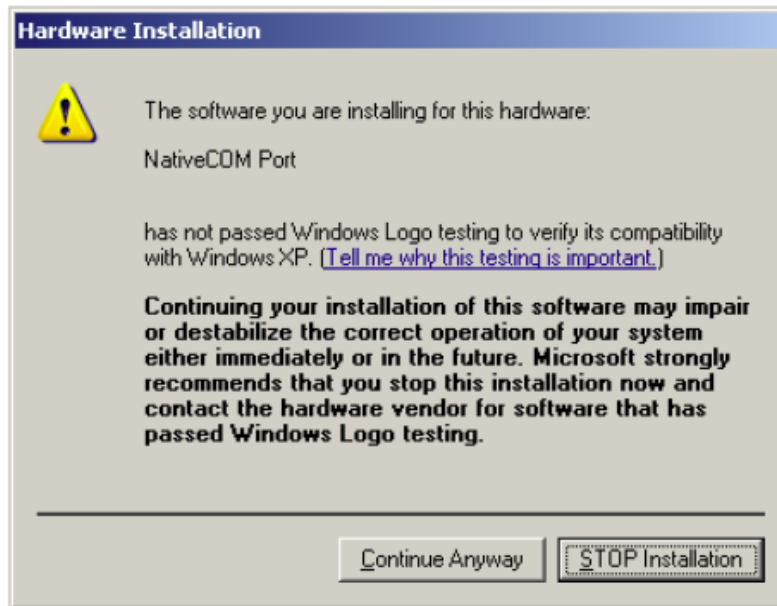 Hardware Installation
The software you are installing for this hardware:
NativeCOM Port
has not passed Windows Logo testing to verify its compatibility
with Windows XP. (Tell me why this testing is important.)
Continuing your installation of this software may impair
or destabilize the correct operation of your system
either immediately or in the future. Microsoft strongly
recommends that you stop this installation now and
contact the hardware vendor for software that has
passed Windows Logo testing.
Continue Anyway
STOP Installation